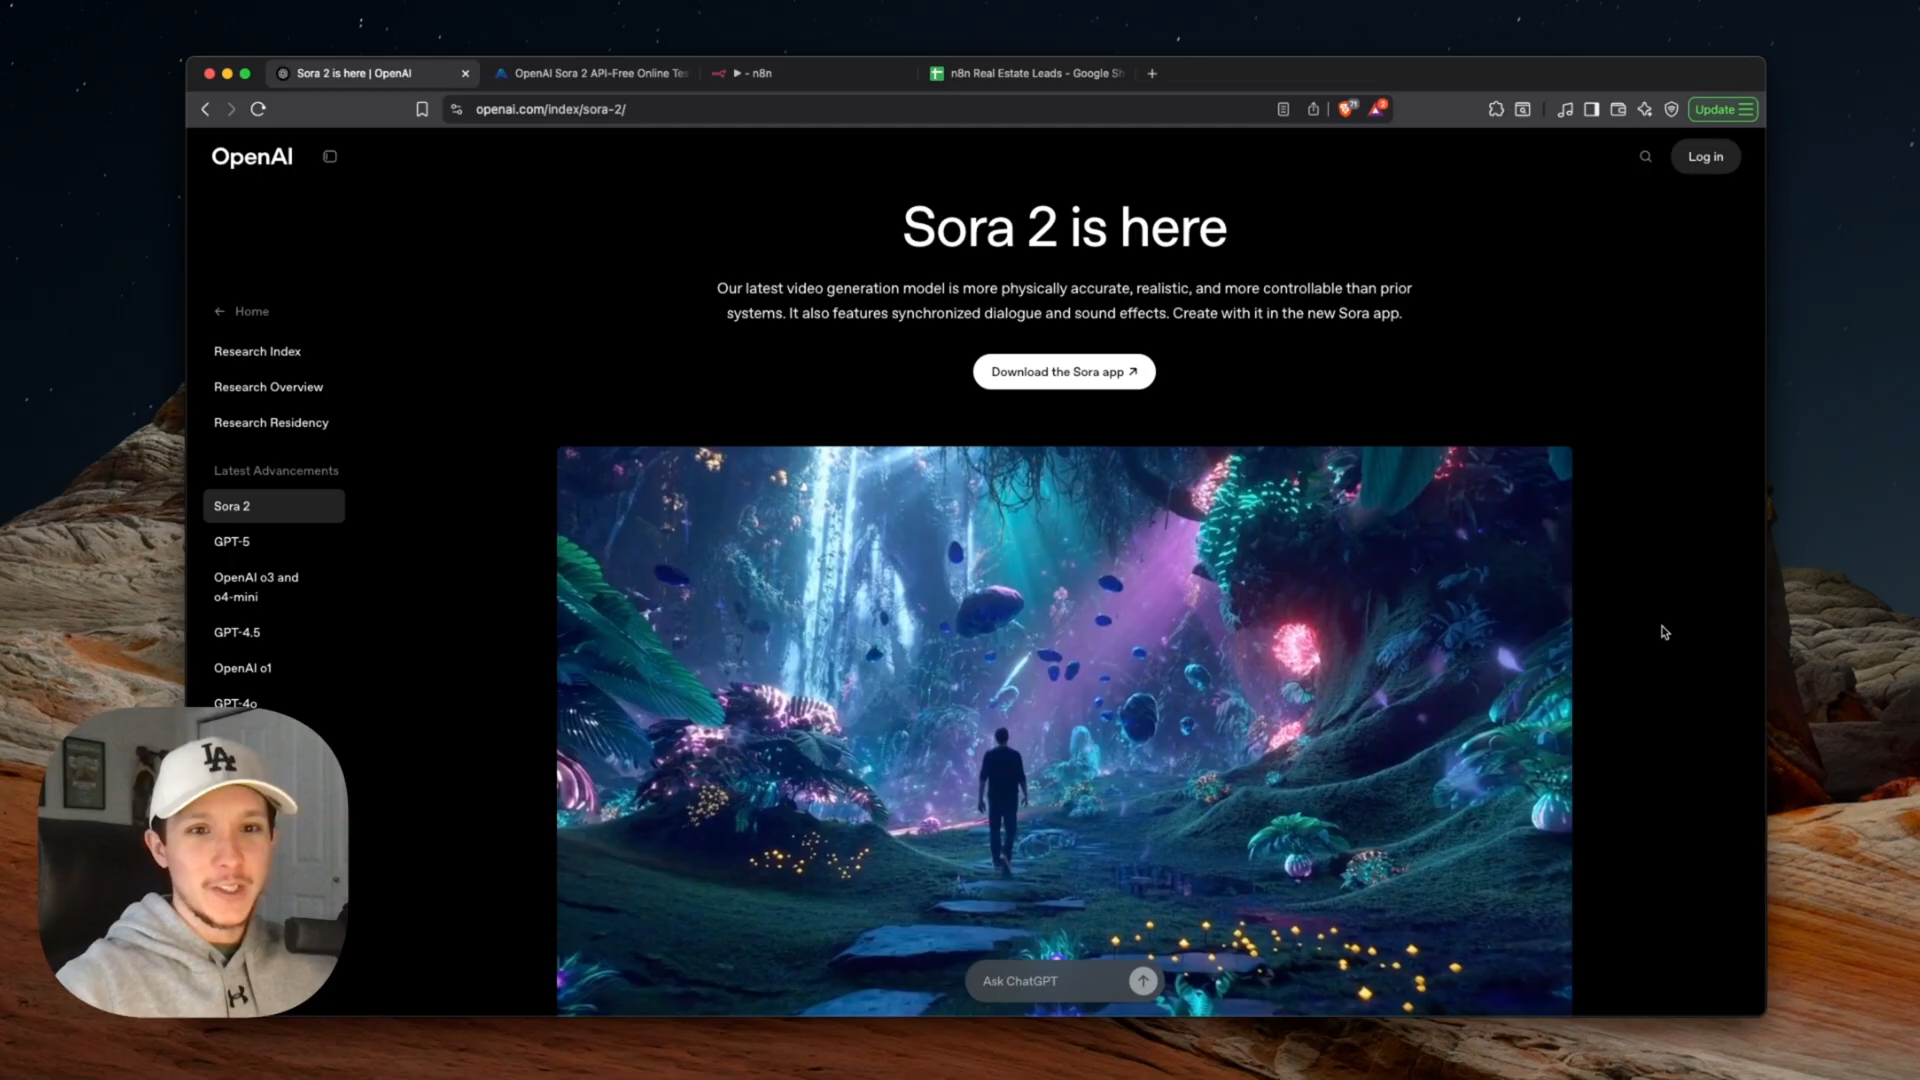 Sora 2 is here | OpenAI
OpenAI Sora 2 API-Free Online Tes
- n8n
n8n Real Estate Leads - Google Sh
openai.com/index/sora-2/
71
Update
OpenAI
Log in
Sora 2 is here
Our latest video generation model is more physically accurate, realistic, and more controllable than prior
systems. It also features synchronized dialogue and sound effects. Create with it in the new Sora app.
Download the Sora app
Home
Research Index
Research Overview
Research Residency
Latest Advancements
Sora 2
GPT-5
OpenAI o3 and
o4-mini
GPT-4.5
OpenAI o1
GPT-4o
LA
Ask ChatGPT